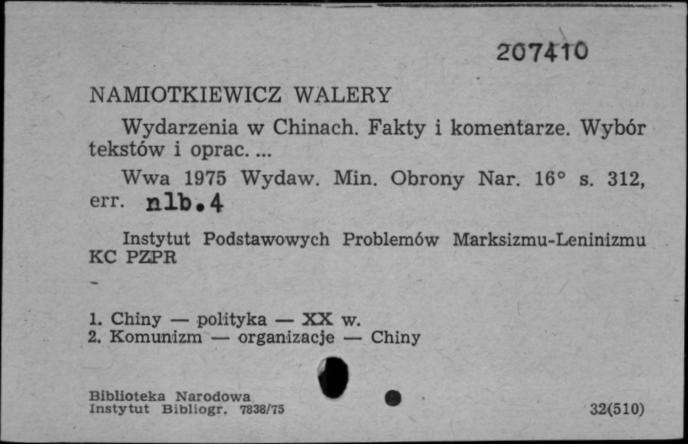 207410
NAMIOTKIEWICZ WALERY
Wydarzenia w Chinach. Fakty i komentarze. Wybór
tekstów i oprac. ...
Wwa 1975 Wydaw. Min. Obrony Nar. 16° s. 312,
err. nlb.4
Instytut Podstawowych Problemów Marksizmu-Leninizmu
KC PZPR
-
1. Chiny — polityka — XX w.
2. Komunizm — organizacje — Chiny
Biblioteka Narodowa
Instytut Bibliogr. 7838/75
32(510)